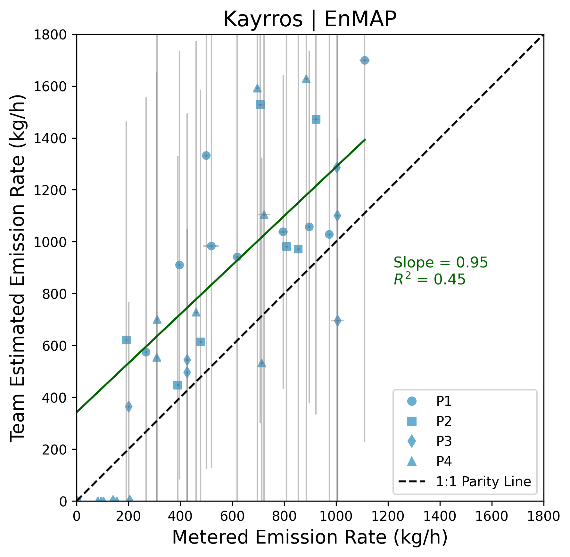 Kayrros | EnMAP
Team Estimated Emission Rate (kg/h)
1800
1600
1400
1200
1000
800
600
400
200
0
Slope = 0.95
R² = 0.45
P1
P2
P3
P4
1:1 Parity Line
0 200 400 600 800 1000 1200 1400 1600 1800
Metered Emission Rate (kg/h)